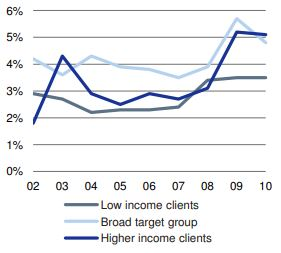 6%
5%
4%
3%
2%
1%
0%
02 03 04 05 06 07 08 09 10
Low income clients
Broad target group
Higher income clients